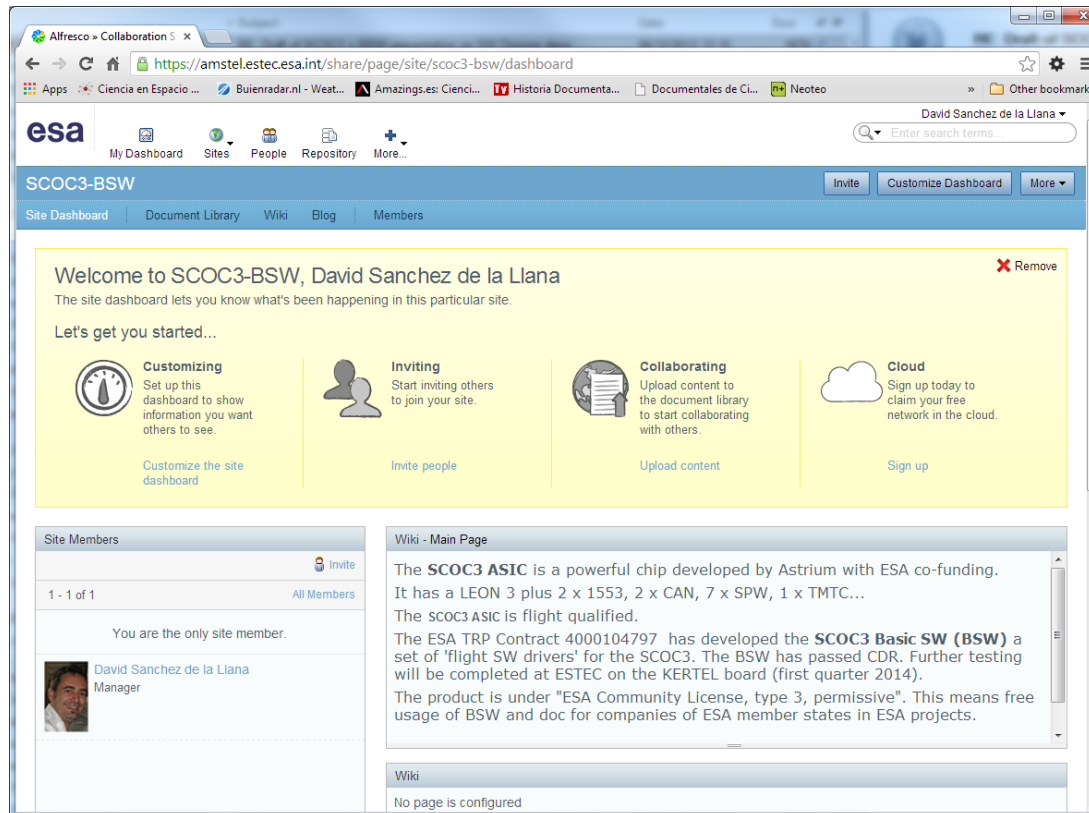 Alfresco » Collaboration S
https://amstel.estec.esa.int/share/page/site/scoc3-bsw/dashboard
Apps Ciencia en Espacio ... Buienradar.nl - Weat... Amazings.es: Cienci... Historia Documenta... Documentales de Ci... Neoteo » Other bookmark
David Sanchez de la Llana
esa
My Dashboard Sites People Repository More...
Enter search terms...
SCOC3-BSW
Invite Customize Dashboard More
Site Dashboard Document Library Wiki Blog Members
Welcome to SCOC3-BSW, David Sanchez de la Llana
Remove
The site dashboard lets you know what's been happening in this particular site.
Let's get you started...
Customizing
Set up this
dashboard to show
information you want
others to see.
Customize the site
dashboard
Inviting
Start inviting others
to join your site.
Invite people
Collaborating
Upload content to
the document library
to start collaborating
with others.
Upload content
Cloud
Sign up today to
claim your free
network in the cloud.
Sign up
Site Members
Invite
1 - 1 of 1 All Members
You are the only site member.
David Sanchez de la Llana
Manager
Wiki - Main Page
The SCOC3 ASIC is a powerful chip developed by Astrium with ESA co-funding.
It has a LEON 3 plus 2 x 1553, 2 x CAN, 7 x SPW, 1 x TMTC...
The SCOC3 ASIC is flight qualified.
The ESA TRP Contract 4000104797 has developed the SCOC3 Basic SW (BSW) a
set of 'flight SW drivers' for the SCOC3. The BSW has passed CDR. Further testing
will be completed at ESTEC on the KERTEL board (first quarter 2014).
The product is under "ESA Community License, type 3, permissive". This means free
usage of BSW and doc for companies of ESA member states in ESA projects.
Wiki
No page is configured